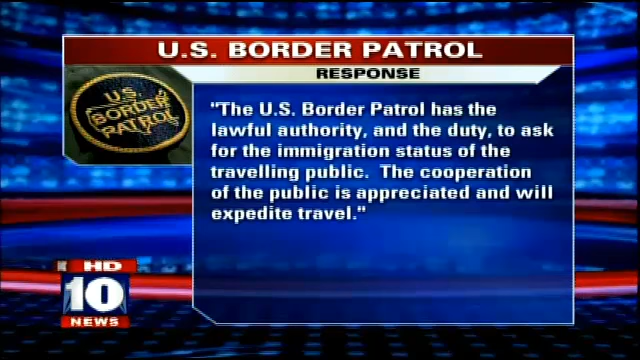 U.S. BORDER PATROL
RESPONSE
U.S.
BORDER
PATROL
"The U.S. Border Patrol has the
lawful authority, and the duty, to ask
for the immigration status of the
travelling public. The cooperation
of the public is appreciated and will
expedite travel."
HD
10
NEWS